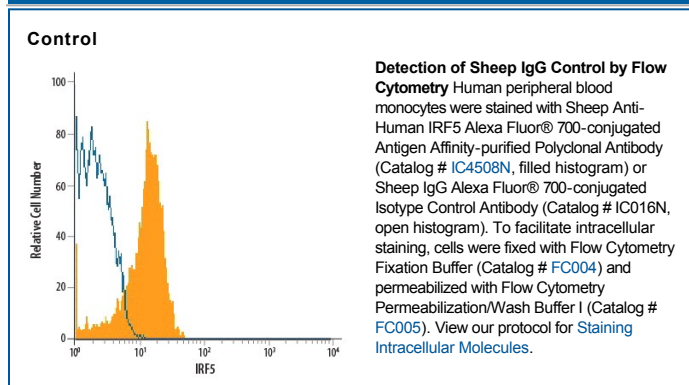 Control
Detection of Sheep IgG Control by Flow
Cytometry Human peripheral blood
monocytes were stained with Sheep Anti-
Human IRF5 Alexa Fluor® 700-conjugated
Antigen Affinity-purified Polyclonal Antibody
(Catalog # IC4508N, filled histogram) or
Sheep IgG Alexa Fluor® 700-conjugated
Isotype Control Antibody (Catalog # IC016N,
open histogram). To facilitate intracellular
staining, cells were fixed with Flow Cytometry
Fixation Buffer (Catalog # FC004) and
permeabilized with Flow Cytometry
Permeabilization/Wash Buffer I (Catalog #
FC005). View our protocol for Staining
Intracellular Molecules.
Relative Cell Number
100
80
60
40
20
0
10⁰ 10¹ 10² 10³ 10⁴
IRF5